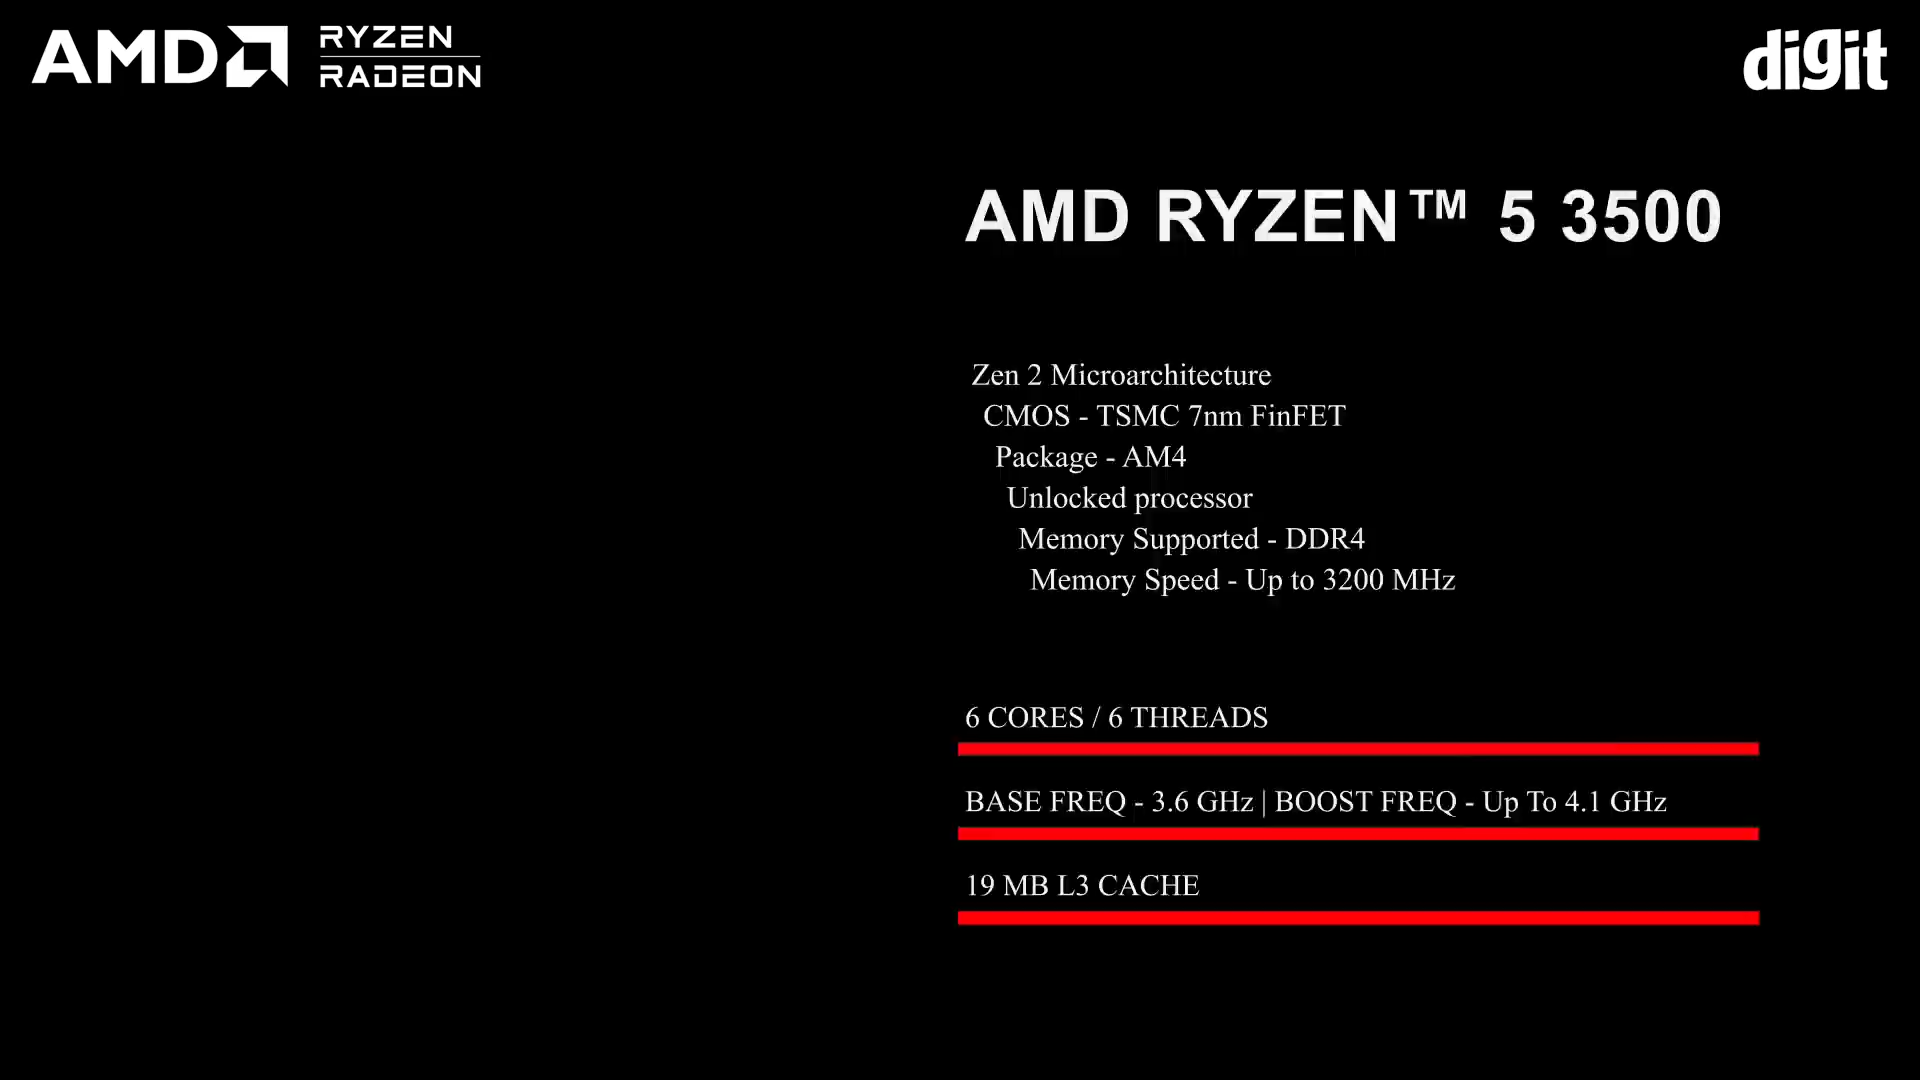 AMD RYZEN
RADEON
digit
AMD RYZEN™ 5 3500
Zen 2 Microarchitecture
CMOS - TSMC 7nm FinFET
Package - AM4
Unlocked processor
Memory Supported - DDR4
Memory Speed - Up to 3200 MHz
6 CORES / 6 THREADS
BASE FREQ - 3.6 GHz | BOOST FREQ - Up To 4.1 GHz
19 MB L3 CACHE